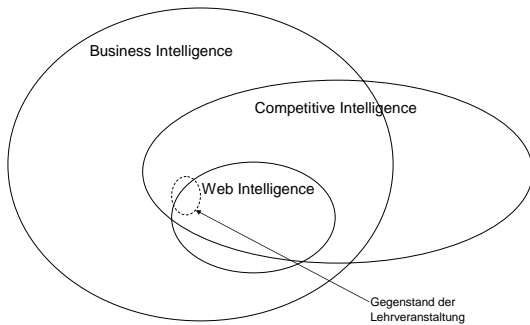 Business Intelligence
Competitive Intelligence
Web Intelligence
Gegenstand der
Lehrveranstaltung